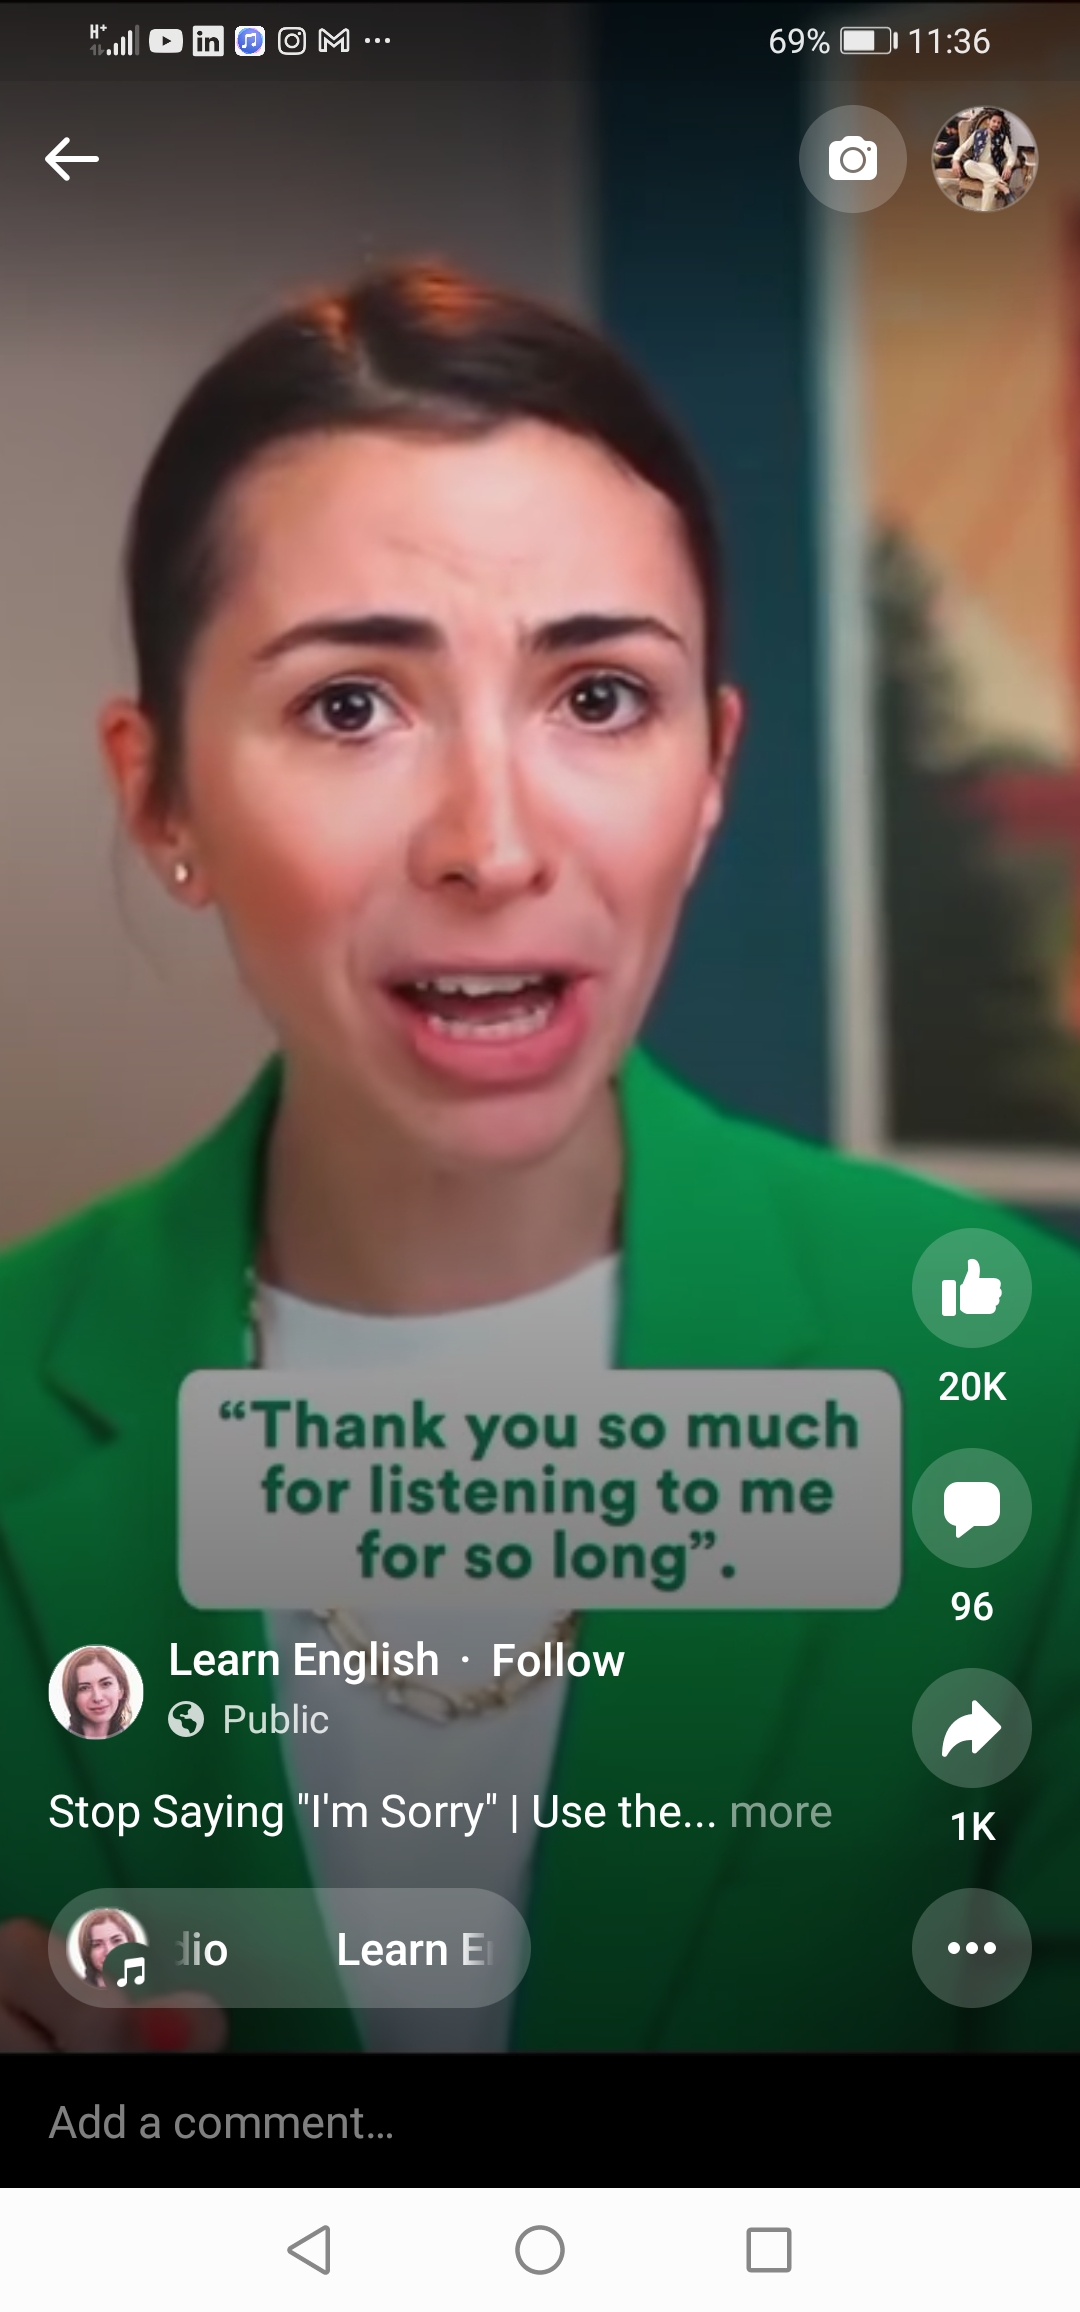 H+
69% 11:36
“Thank you so much
for listening to me
for so long”.
20K
96
Learn English · Follow
Public
1K
Stop Saying "I'm Sorry" | Use the... more
dio Learn E
Add a comment...